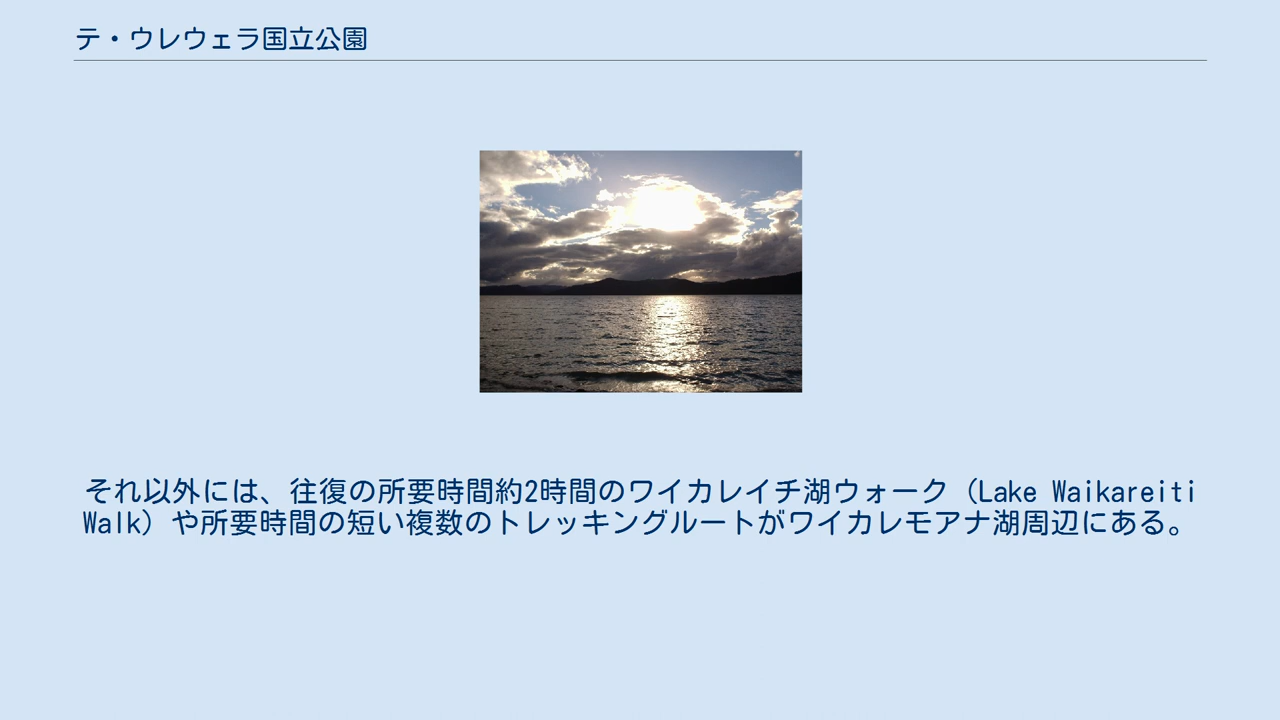 テ・ウレウェラ国立公園
それ以外には、往復の所要時間約2時間のワイカレイチ湖ウォーク（Lake Waikareiti
Walk）や所要時間の短い複数のトレッキングルートがワイカレモアナ湖周辺にある。